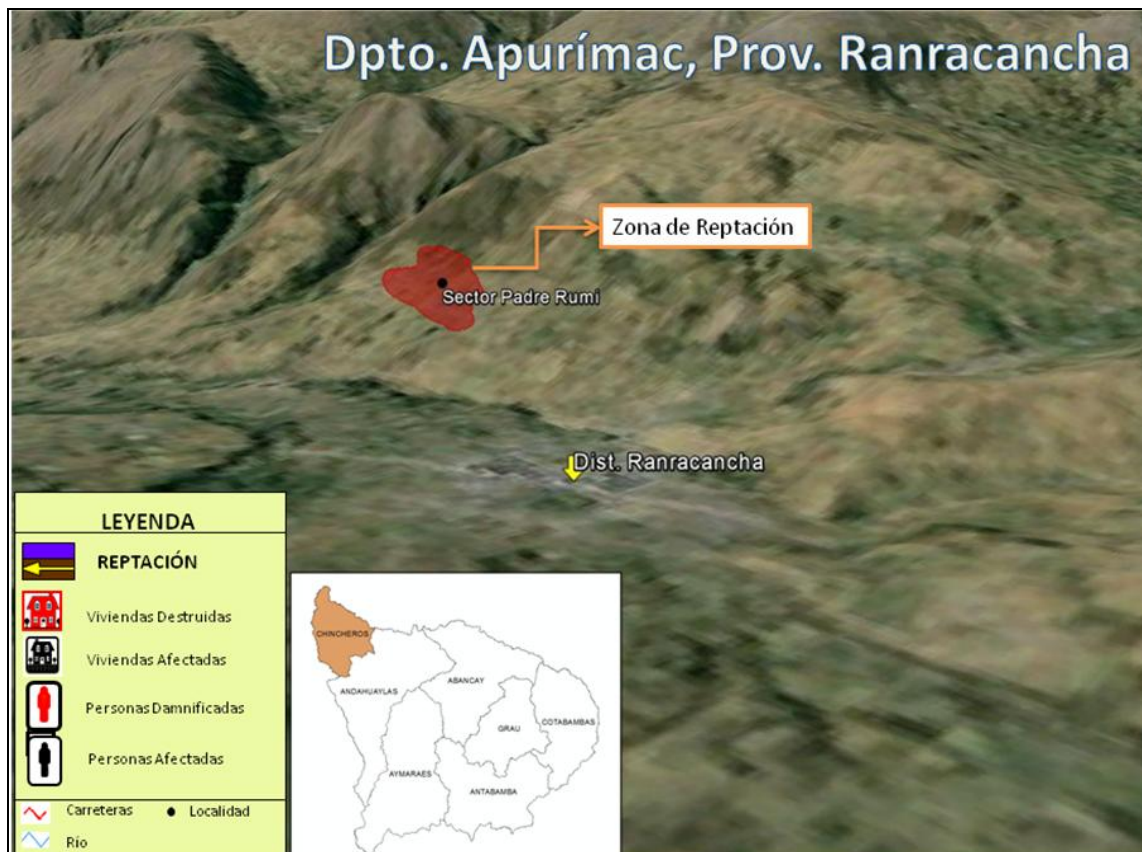 Dpto. Apurímac, Prov. Ranracancha
Zona de Reptación
Sector Padre Rumi
Dist. Ranracancha
LEYENDA
REPTACIÓN
Viviendas Destruidas
Viviendas Afectadas
Personas Damnificadas
Personas Afectadas
Carreteras
Localidad
Río
CHINCHEROS
ANDAHUAYLAS
ABANCAY
GRAU
COTABAMBAS
AYMARAES
ANTABAMBA